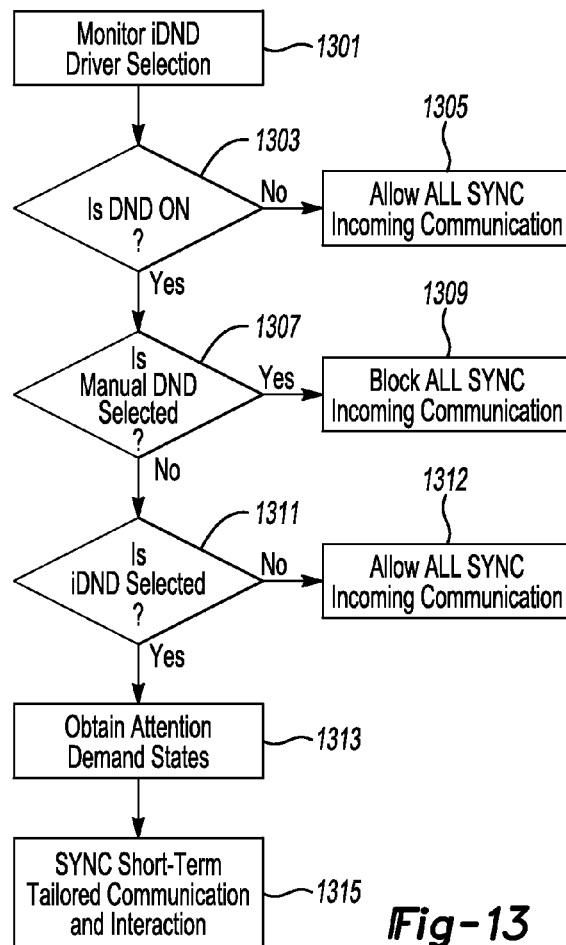 Monitor iDND
Driver Selection
1301
1303
Is DND ON
?
No
Yes
1305
Allow ALL SYNC
Incoming Communication
1307
Is
Manual DND
Selected
?
Yes
No
1309
Block ALL SYNC
Incoming Communication
1311
Is
iDND Selected
?
No
Yes
1312
Allow ALL SYNC
Incoming Communication
Obtain Attention
Demand States
1313
SYNC Short-Term
Tailored Communication
and Interaction
1315
Fig-13